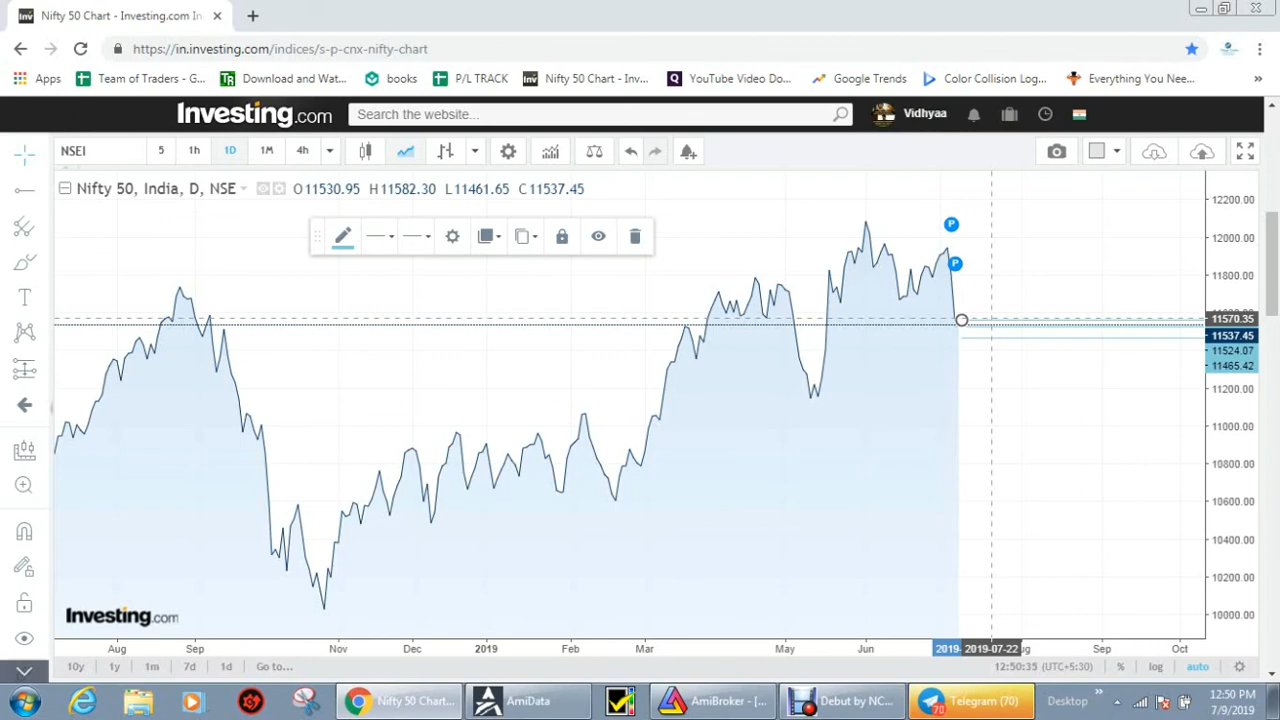 Nifty 50 Chart - Investing.com In
https://in.investing.com/indices/s-p-cnx-nifty-chart
Apps Team of Traders - G... Download and Wat... books P/L TRACK Nifty 50 Chart - Inv... YouTube Video Do... Google Trends Color Collision Log... Everything You Nee... »
Investing.com Search the website... Vidhyaa
NSEI 5 1h 1D 1M 4h
Nifty 50, India, D, NSE O 11530.95 H 11582.30 L 11461.65 C 11537.45
12200.00
P
12000.00
P
11800.00
11570.35
11537.45
11524.07
11465.42
11200.00
11000.00
10800.00
10600.00
10400.00
10200.00
10000.00
Investing.com
Aug Sep Nov Dec 2019 Feb Mar May Jun 2019- 2019-07-22 ug Sep Oct
10y 1y 1m 7d 1d Go to... 12:50:35 (UTC+5:30) % log auto
Nifty 50 Chart... AmiData AmiBroker - [... Debut by NC... Telegram (70) Desktop » 12:50 PM
7/9/2019